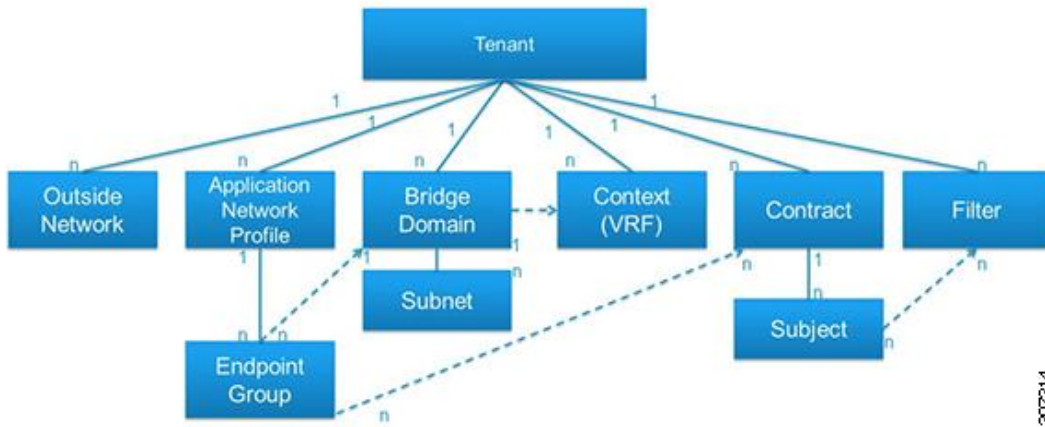 Tenant
1
1
1
1
1
1
n
n
n
n
n
n
Outside
Network
Application
Network
Profile
Bridge
Domain
Context
(VRF)
Contract
Filter
1
1
1
n
n
1
n
n
Subnet
Subject
n
n
n
Endpoint
Group
n
307214